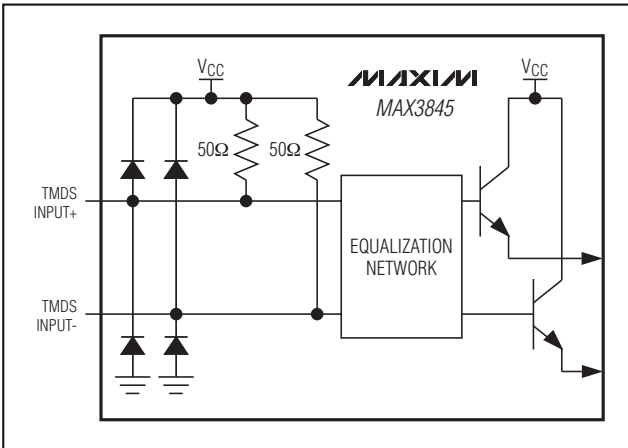 VCC
MAXIM
MAX3845
VCC
50Ω
50Ω
TMDS
INPUT+
EQUALIZATION
NETWORK
TMDS
INPUT-